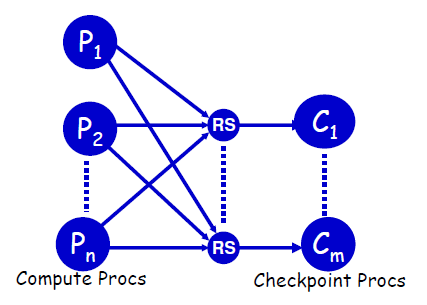 P1
P2
Pn
RS
RS
C1
Cm
Compute Procs
Checkpoint Procs